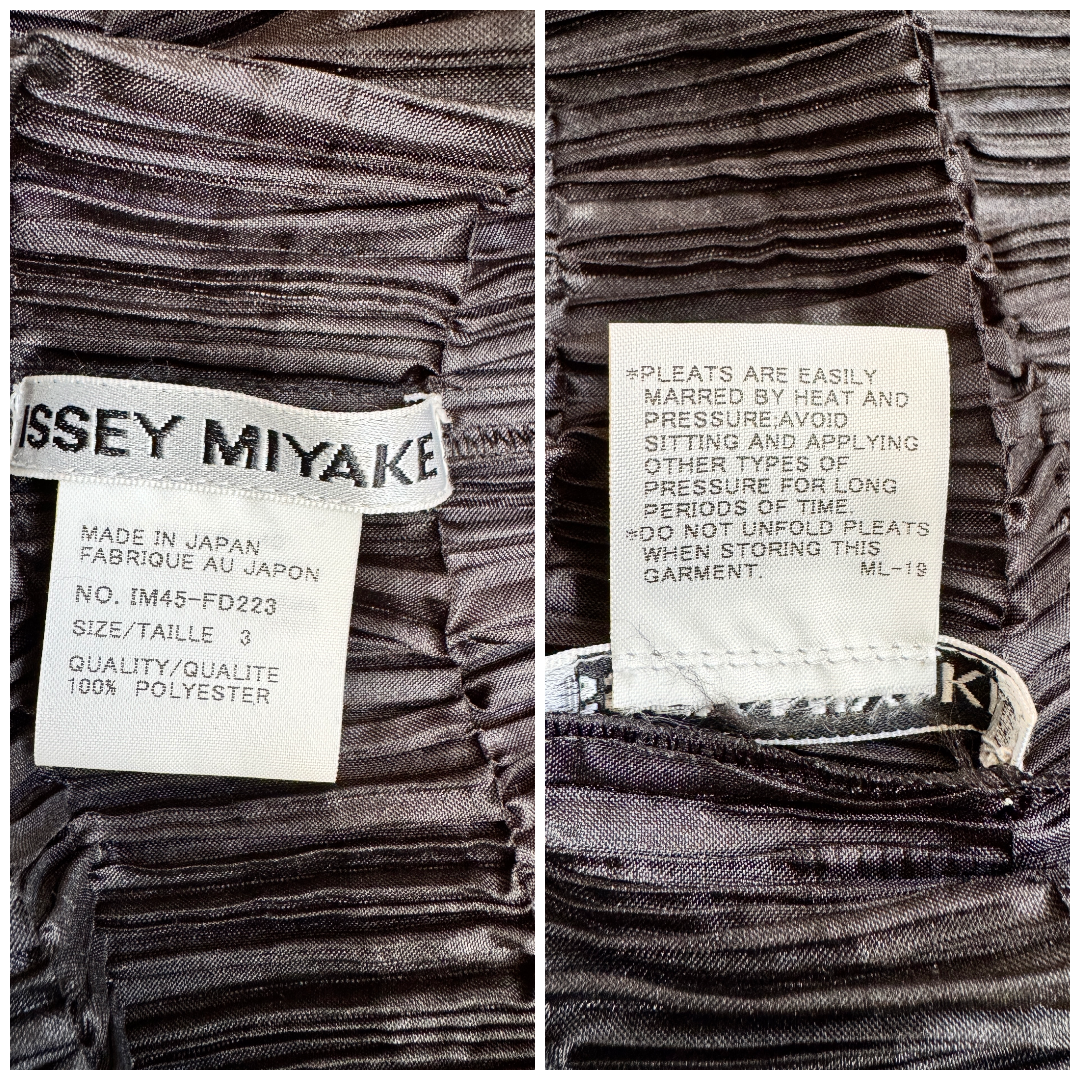 ISSEY MIYAKE
MADE IN JAPAN
FABRIQUE AU JAPON
NO. IM45-FD223
SIZE/TAILLE 3
QUALITY/QUALITE
100% POLYESTER
*PLEATS ARE EASILY
MARRED BY HEAT AND
PRESSURE;AVOID
SITTING AND APPLYING
OTHER TYPES OF
PRESSURE FOR LONG
PERIODS OF TIME.
*DO NOT UNFOLD PLEATS
WHEN STORING THIS
GARMENT. ML-19